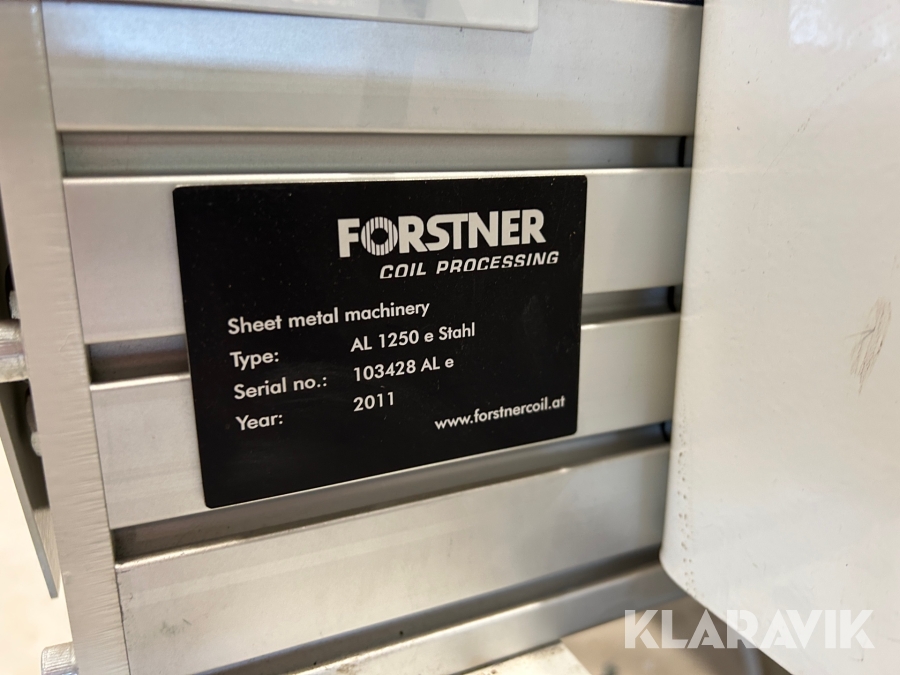 FORSTNER
COIL PROCESSING
Sheet metal machinery
Type: AL 1250 e Stahl
Serial no.: 103428 AL e
Year: 2011
www.forstnercoil.at
KLARAVIK